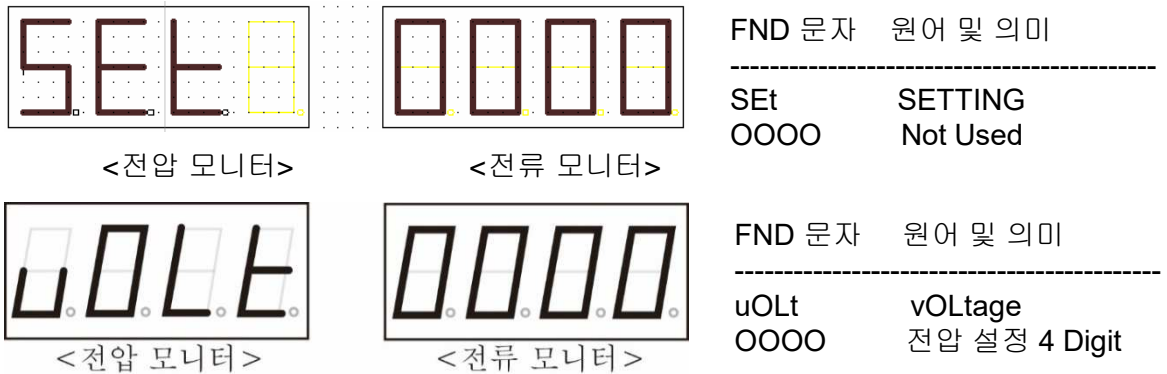 SEt
0000
FND 문자 원어 및 의미
-------------------------------------------
SEt SETTING
OOOO Not Used
<전압 모니터>
<전류 모니터>
uOLt
0000
FND 문자 원어 및 의미
-------------------------------------------
uOLt vOLtage
OOOO 전압 설정 4 Digit
<전압 모니터>
<전류 모니터>